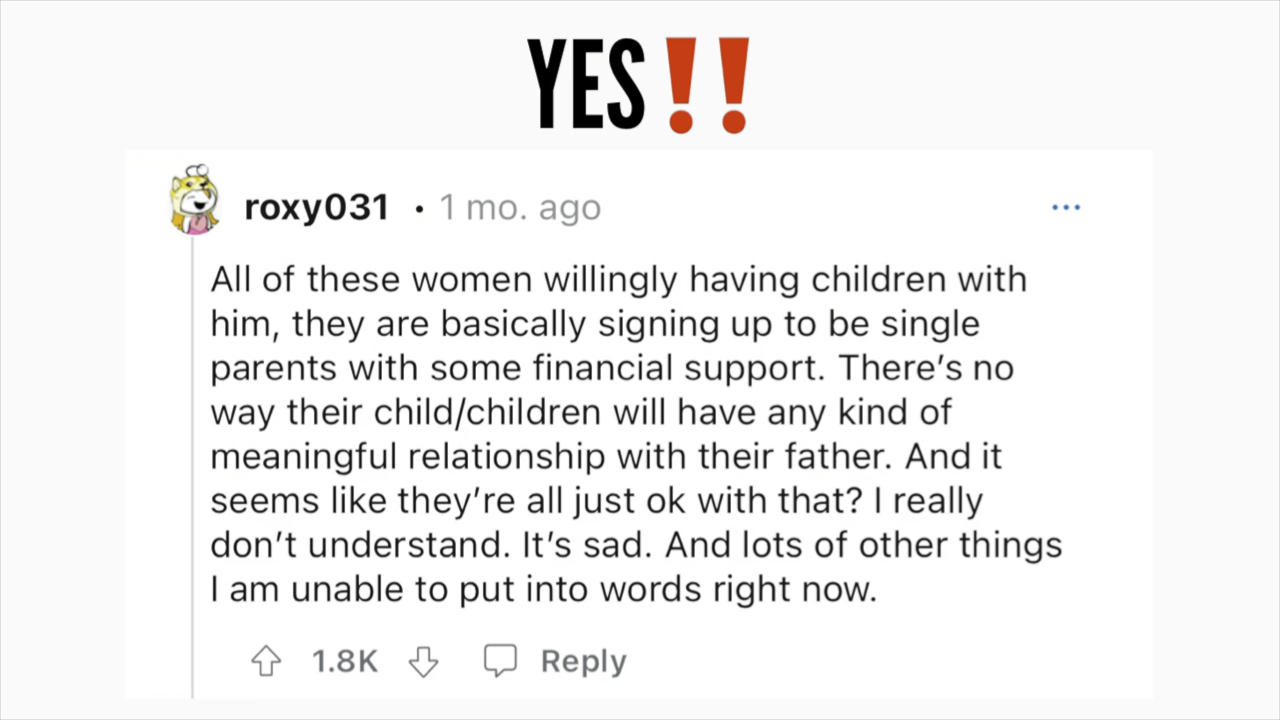 YES‼
roxy031 • 1 mo. ago
All of these women willingly having children with
him, they are basically signing up to be single
parents with some financial support. There’s no
way their child/children will have any kind of
meaningful relationship with their father. And it
seems like they’re all just ok with that? I really
don’t understand. It’s sad. And lots of other things
I am unable to put into words right now.
1.8K Reply